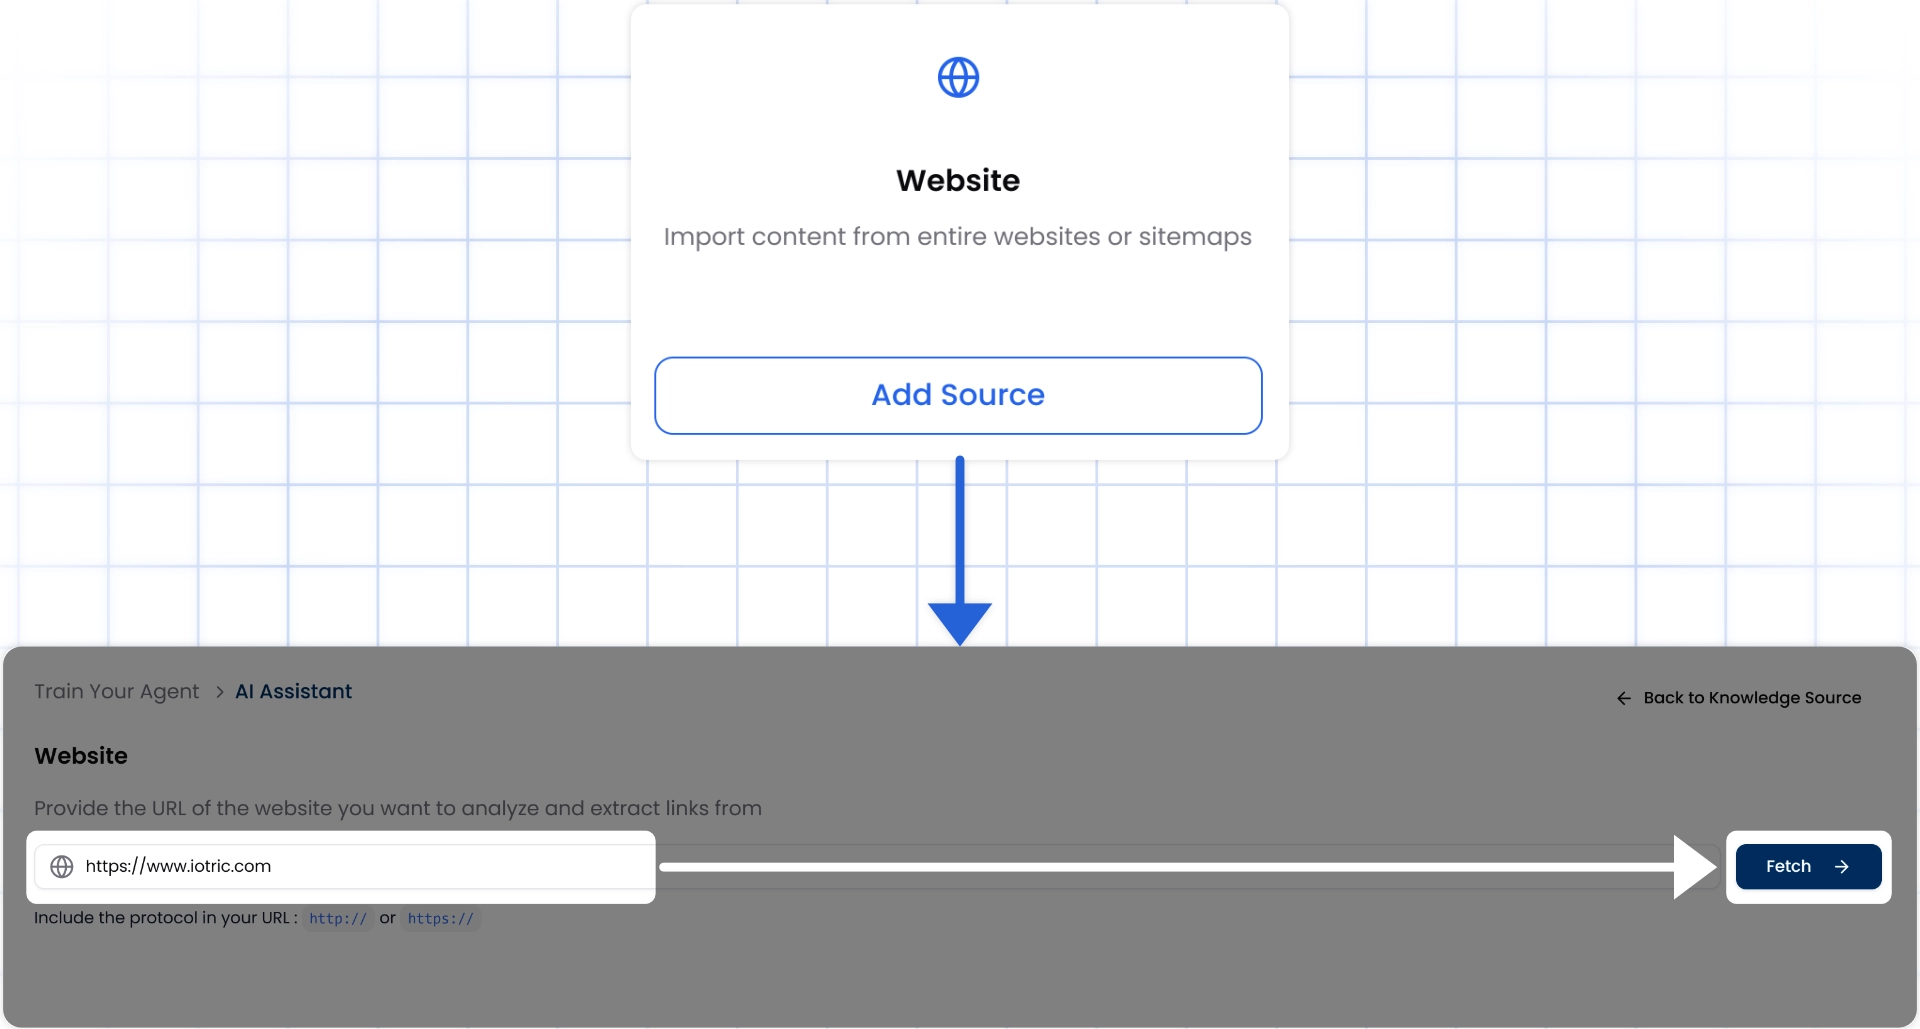 Website
Import content from entire websites or sitemaps
Add Source
Train Your Agent > AI Assistant
Back to Knowledge Source
Website
Provide the URL of the website you want to analyze and extract links from
https://www.iotric.com
Fetch
Include the protocol in your URL : http:// or https://